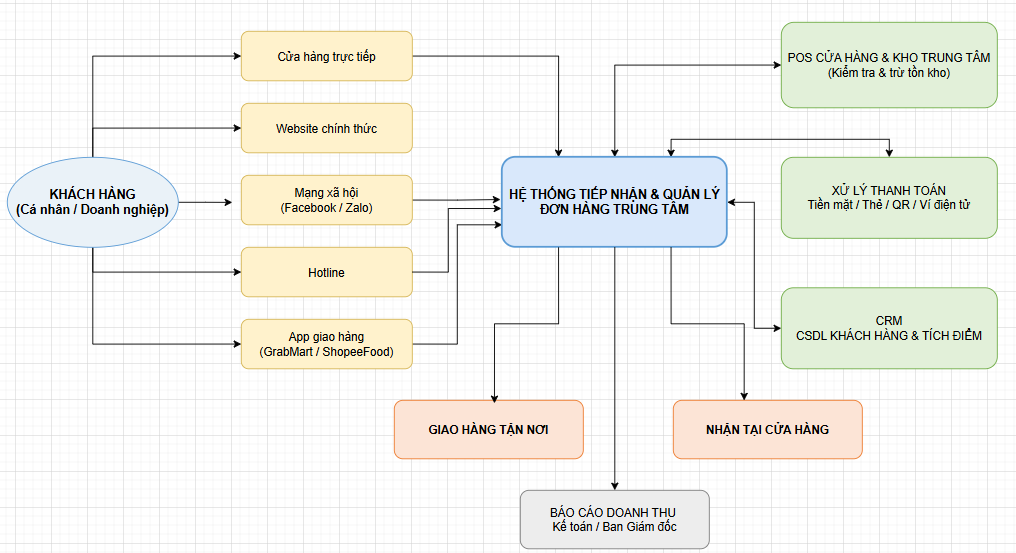 Cửa hàng trực tiếp
Website chính thức
KHÁCH HÀNG
(Cá nhân / Doanh nghiệp)
Mạng xã hội
(Facebook / Zalo)
Hotline
App giao hàng
(GrabMart / ShopeeFood)
HỆ THỐNG TIẾP NHẬN & QUẢN LÝ
ĐƠN HÀNG TRUNG TÂM
POS CỬA HÀNG & KHO TRUNG TÂM
(Kiểm tra & trừ tồn kho)
XỬ LÝ THANH TOÁN
Tiền mặt / Thẻ / QR / Ví điện tử
CRM
CSDL KHÁCH HÀNG & TÍCH ĐIỂM
GIAO HÀNG TẬN NƠI
NHẬN TẠI CỬA HÀNG
BÁO CÁO DOANH THU
Kế toán / Ban Giám đốc